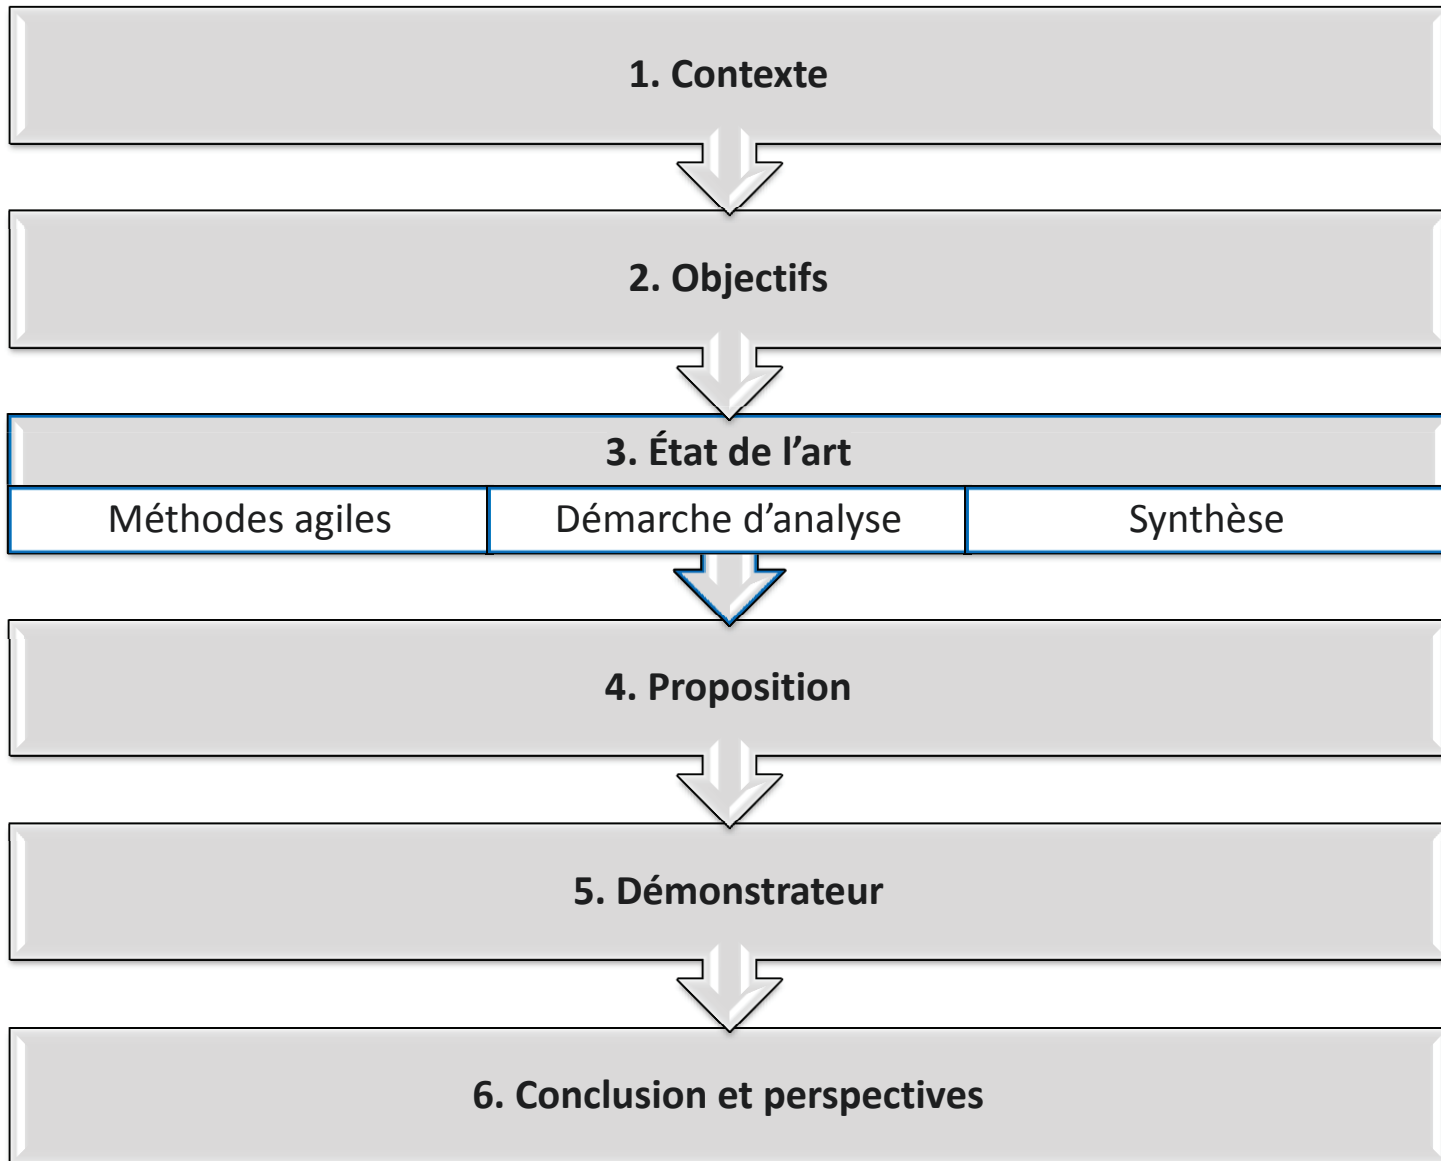 1. Contexte
2. Objectifs
3. État de l’art
Méthodes agiles
Démarche d’analyse
Synthèse
4. Proposition
5. Démonstrateur
6. Conclusion et perspectives